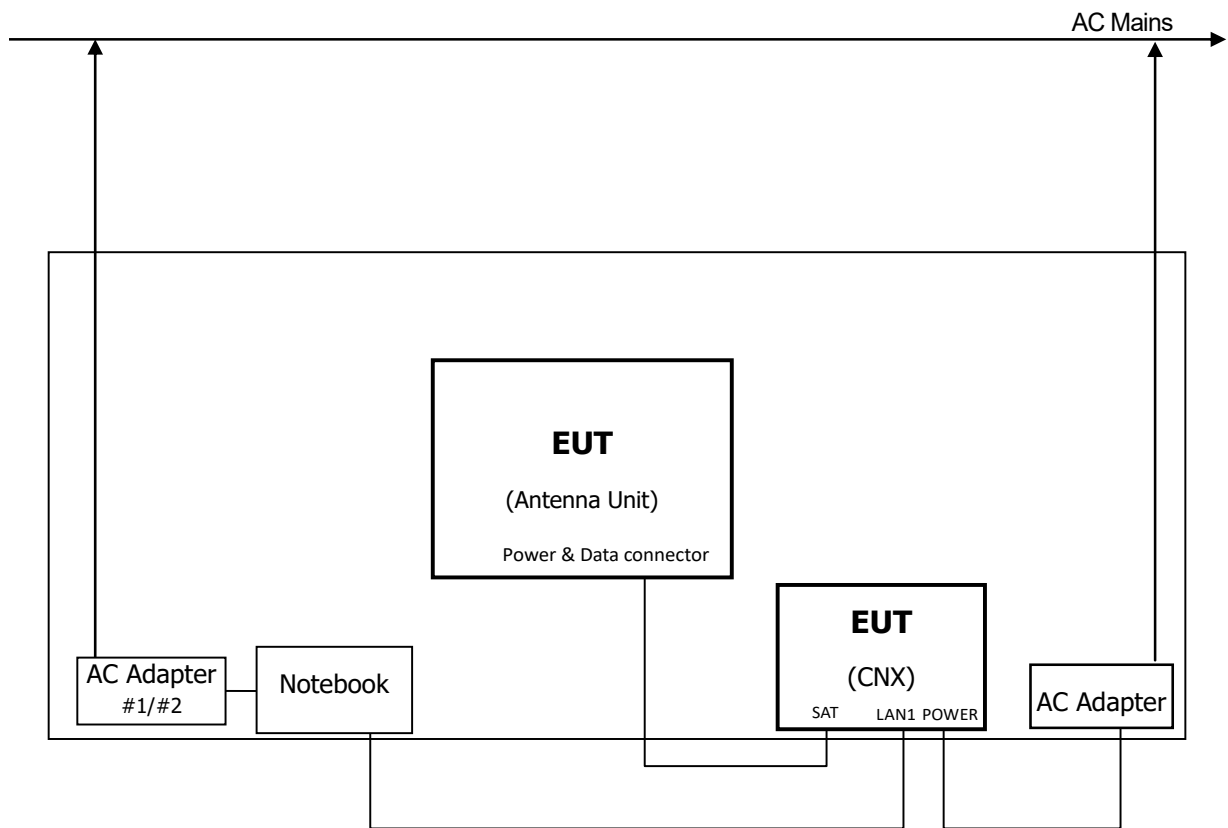 AC Mains
EUT
(Antenna Unit)
Power & Data connector
EUT
(CNX)
SAT LAN1 POWER
AC Adapter
#1/#2
Notebook
AC Adapter